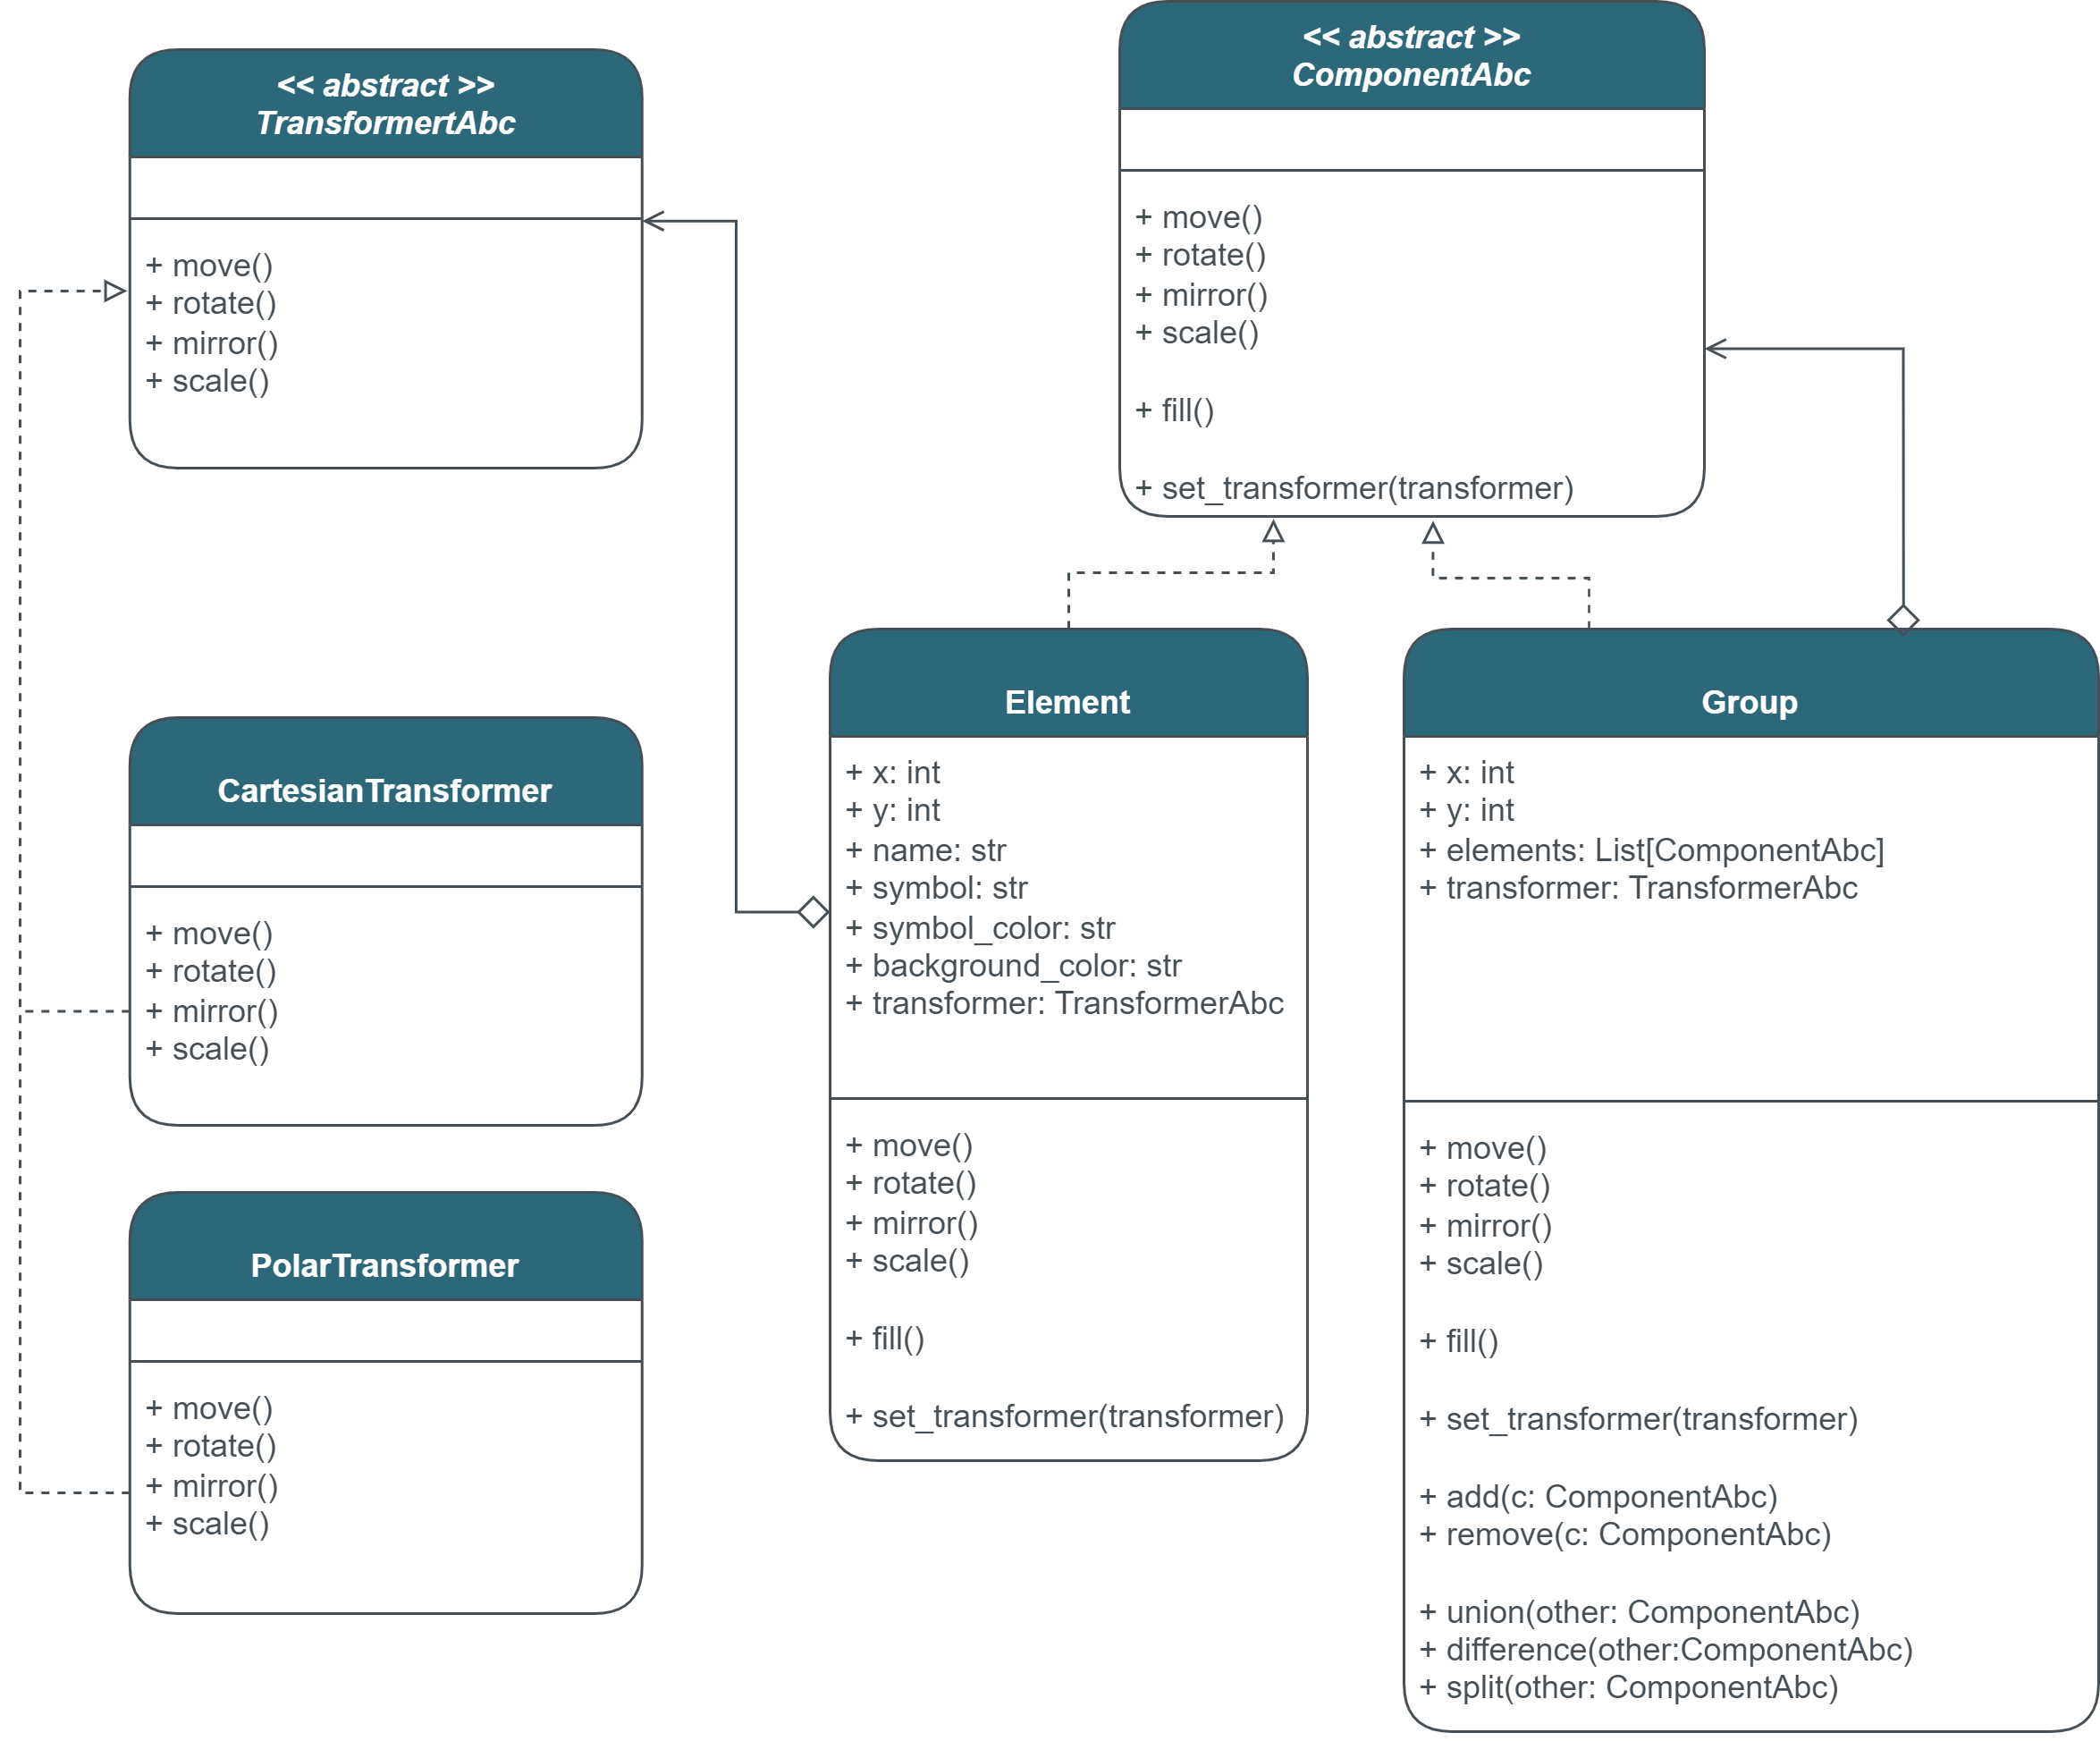 << abstract >>
TransformertAbc
+ move()
+ rotate()
+ mirror()
+ scale()
<< abstract >>
ComponentAbc
+ move()
+ rotate()
+ mirror()
+ scale()
+ fill()
+ set_transformer(transformer)
CartesianTransformer
+ move()
+ rotate()
+ mirror()
+ scale()
PolarTransformer
+ move()
+ rotate()
+ mirror()
+ scale()
Element
+ x: int
+ y: int
+ name: str
+ symbol: str
+ symbol_color: str
+ background_color: str
+ transformer: TransformerAbc
+ move()
+ rotate()
+ mirror()
+ scale()
+ fill()
+ set_transformer(transformer)
Group
+ x: int
+ y: int
+ elements: List[ComponentAbc]
+ transformer: TransformerAbc
+ move()
+ rotate()
+ mirror()
+ scale()
+ fill()
+ set_transformer(transformer)
+ add(c: ComponentAbc)
+ remove(c: ComponentAbc)
+ union(other: ComponentAbc)
+ difference(other:ComponentAbc)
+ split(other: ComponentAbc)